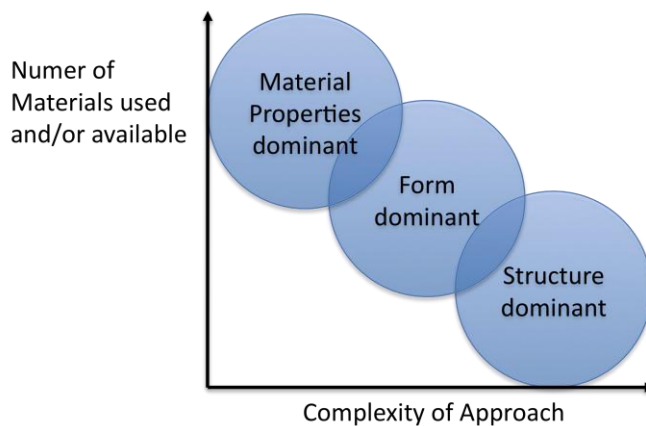 Numer of
Materials used
and/or available
Material
Properties
dominant
Form
dominant
Structure
dominant
Complexity of Approach